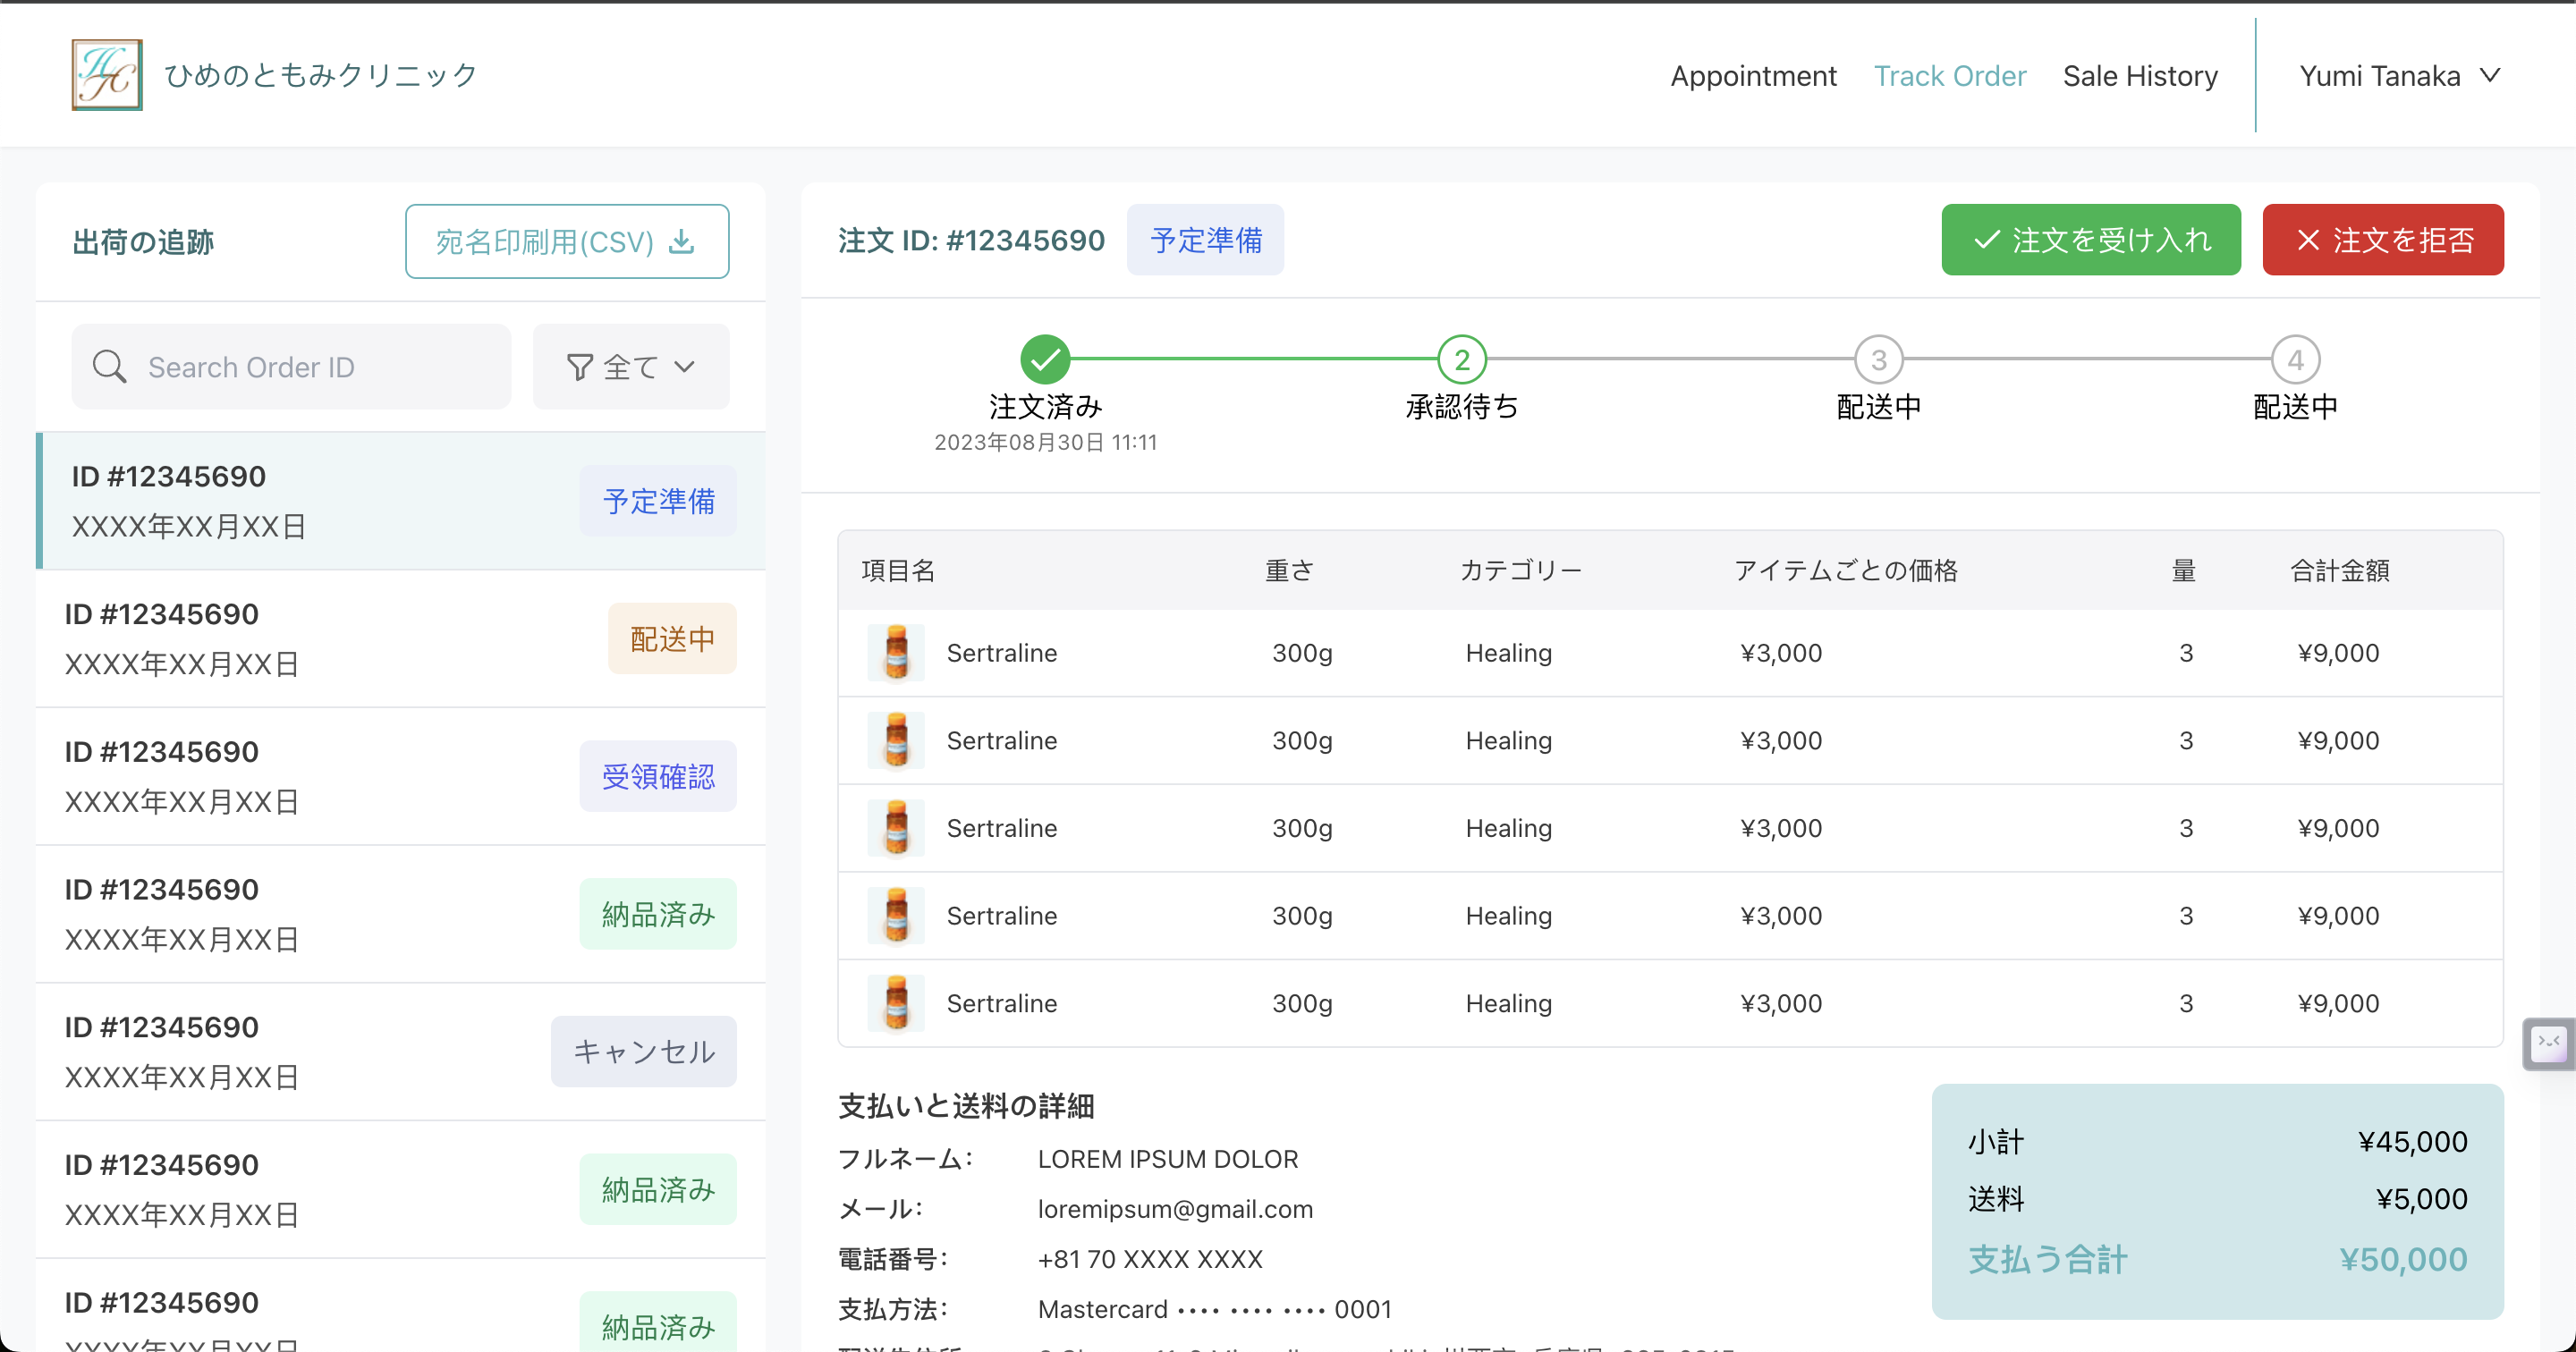 ひめのともみクリニック
Appointment Track Order Sale History Yumi Tanaka
出荷の追跡 宛名印刷用(CSV)
Search Order ID 全て
ID #12345690 予定準備
XXXX年XX月XX日
ID #12345690 配送中
XXXX年XX月XX日
ID #12345690 受領確認
XXXX年XX月XX日
ID #12345690 納品済み
XXXX年XX月XX日
ID #12345690 キャンセル
XXXX年XX月XX日
ID #12345690 納品済み
XXXX年XX月XX日
ID #12345690 納品済み
XXXX年XX月XX日
注文 ID: #12345690 予定準備 注文を受け入れ 注文を拒否
2 3 4
注文済み 承認待ち 配送中 配送中
2023年08月30日 11:11
項目名 重さ カテゴリー アイテムごとの価格 量 合計金額
Sertraline 300g Healing ¥3,000 3 ¥9,000
Sertraline 300g Healing ¥3,000 3 ¥9,000
Sertraline 300g Healing ¥3,000 3 ¥9,000
Sertraline 300g Healing ¥3,000 3 ¥9,000
Sertraline 300g Healing ¥3,000 3 ¥9,000
支払いと送料の詳細
フルネーム: LOREM IPSUM DOLOR
メール: loremipsum@gmail.com
電話番号: +81 70 XXXX XXXX
支払方法: Mastercard •••• •••• •••• 0001
小計 ¥45,000
送料 ¥5,000
支払う合計 ¥50,000